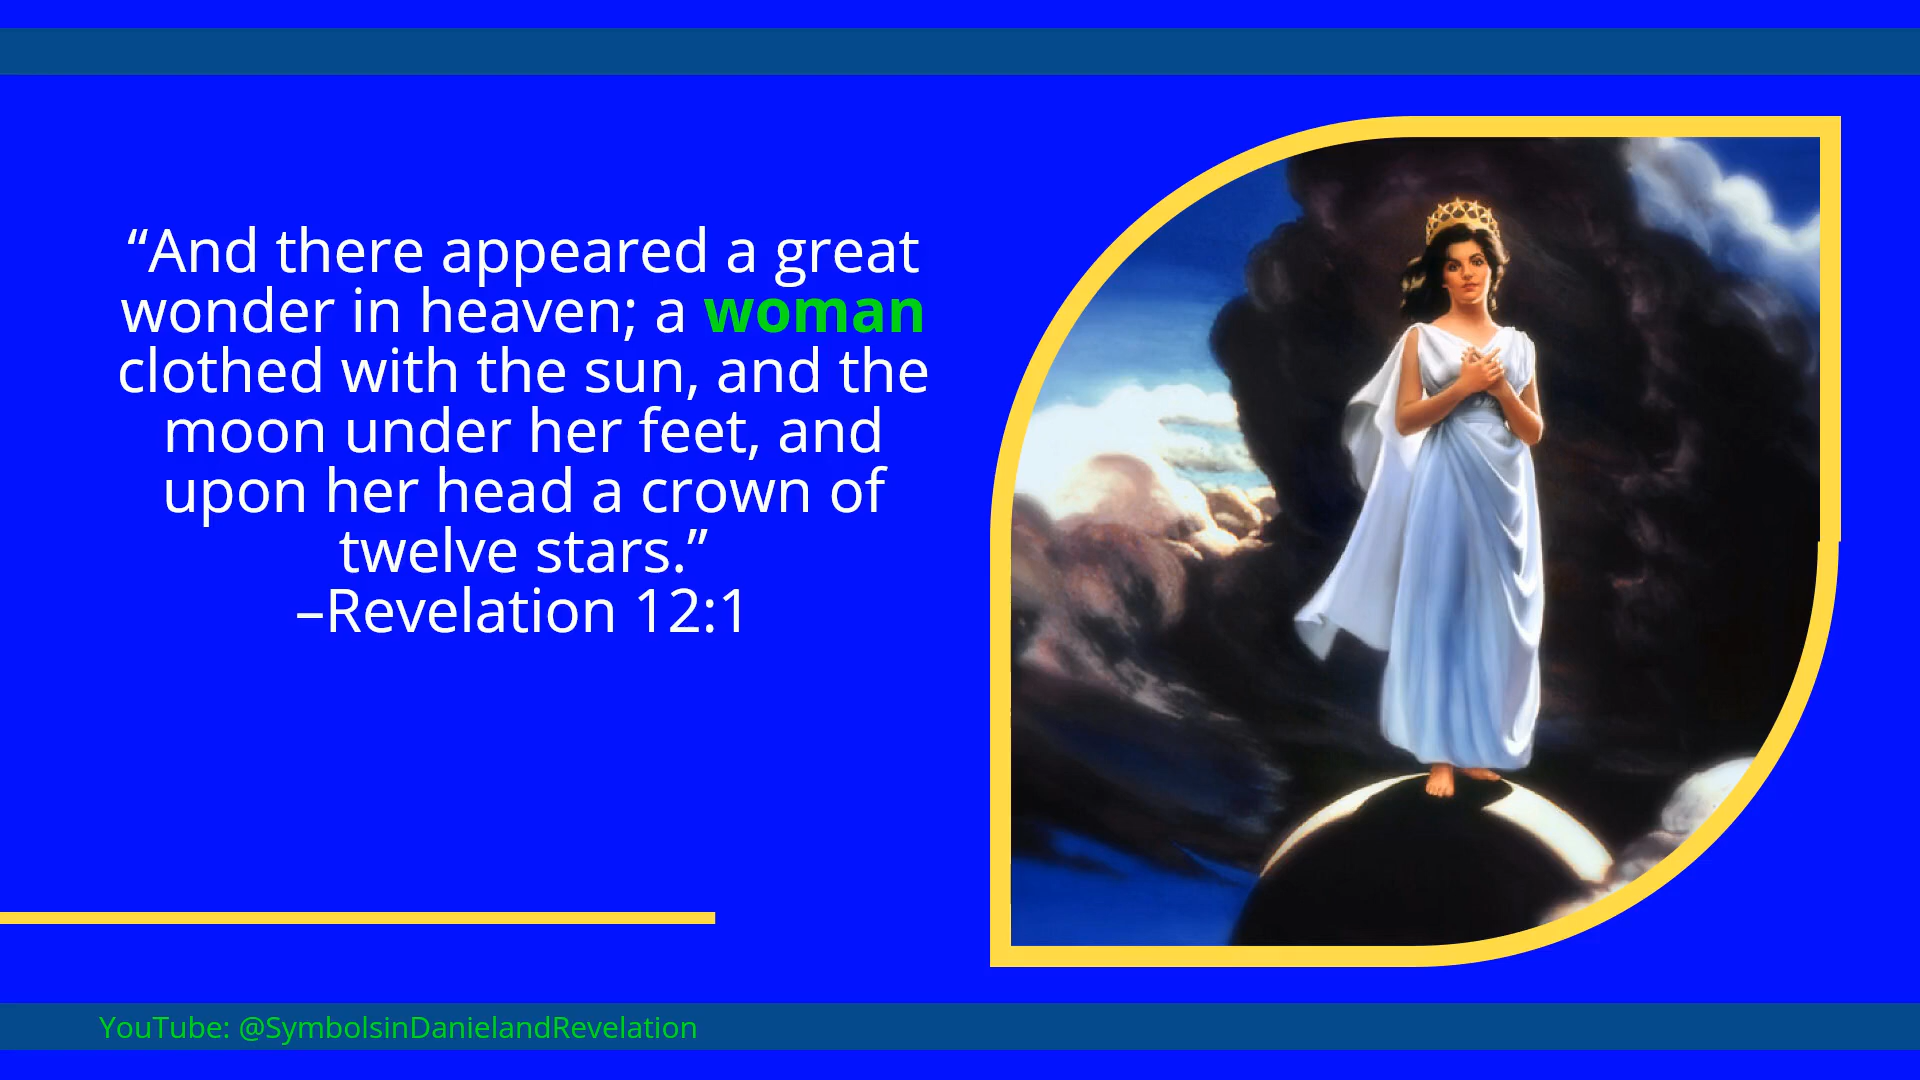 “And there appeared a great
wonder in heaven; a woman
clothed with the sun, and the
moon under her feet, and
upon her head a crown of
twelve stars.”
–Revelation 12:1
YouTube: @SymbolsinDanielandRevelation